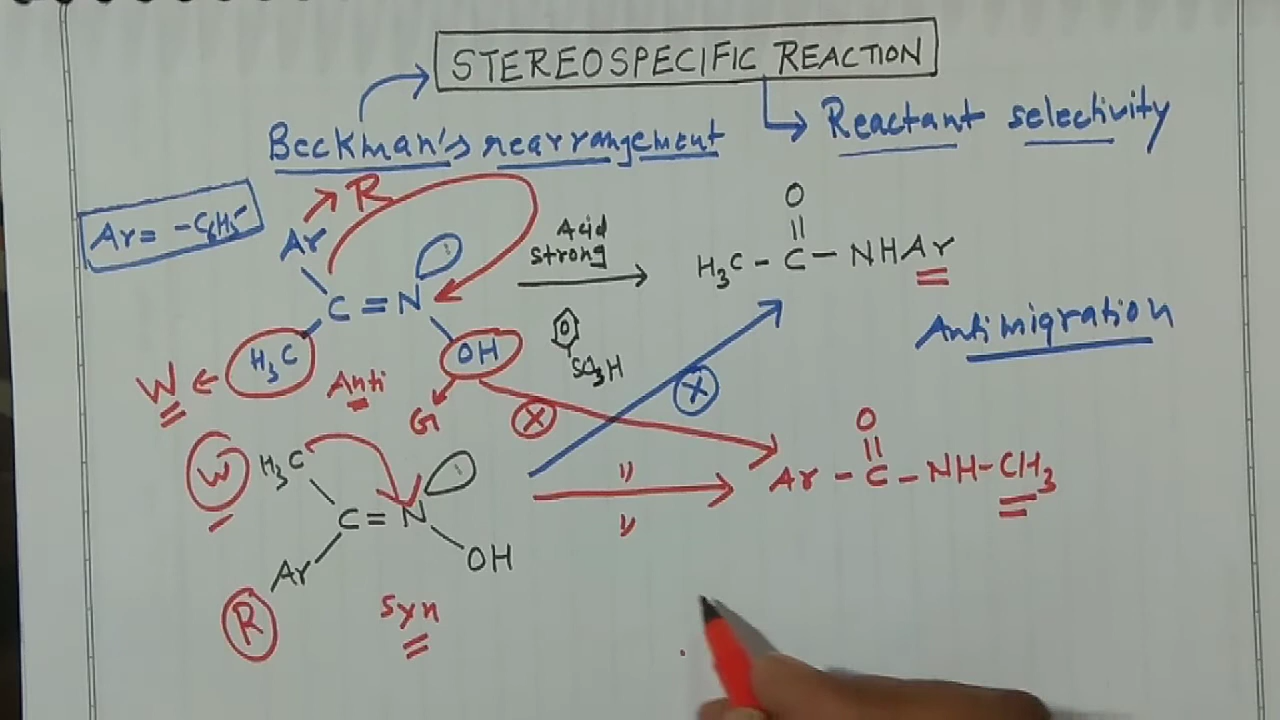 STEREOSPECIFIC REACTION
Beckman's rearrangement
Reactant selectivity
Ar = -C6H5
R
Ar
C = N
H3C
OH
W
Anti
G
Acid
strong
SO3H
O
H3C - C - NHAr
Antimigration
X
X
W
H3C
C = N
Ar
OH
R
Syn
"
"
O
Ar - C - NH-CH3